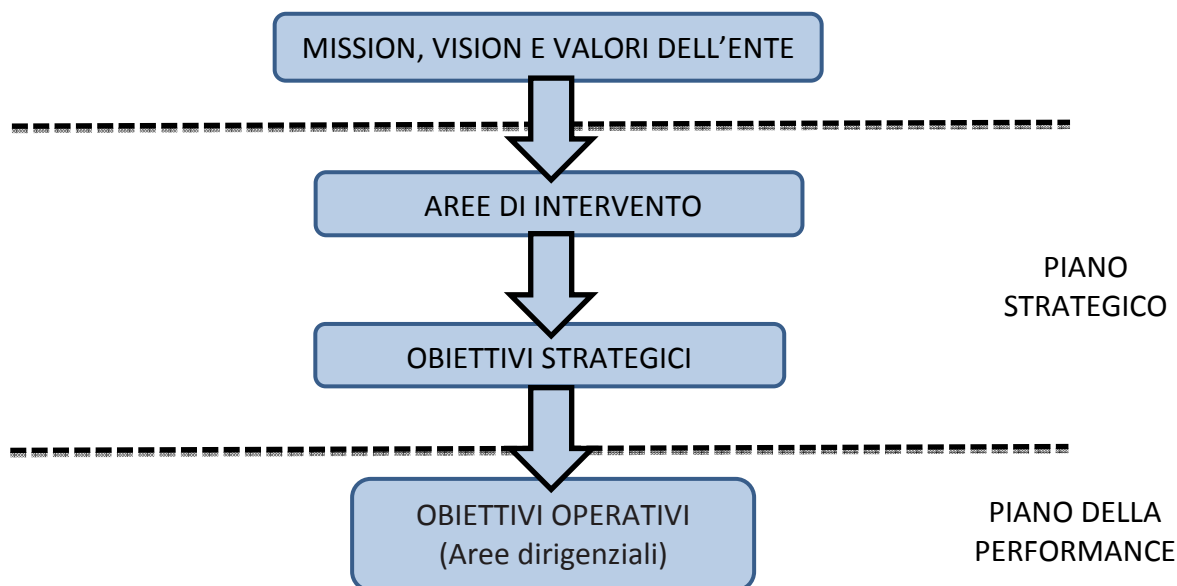 MISSION, VISION E VALORI DELL’ENTE
AREE DI INTERVENTO
PIANO
STRATEGICO
OBIETTIVI STRATEGICI
OBIETTIVI OPERATIVI
(Aree dirigenziali)
PIANO DELLA
PERFORMANCE